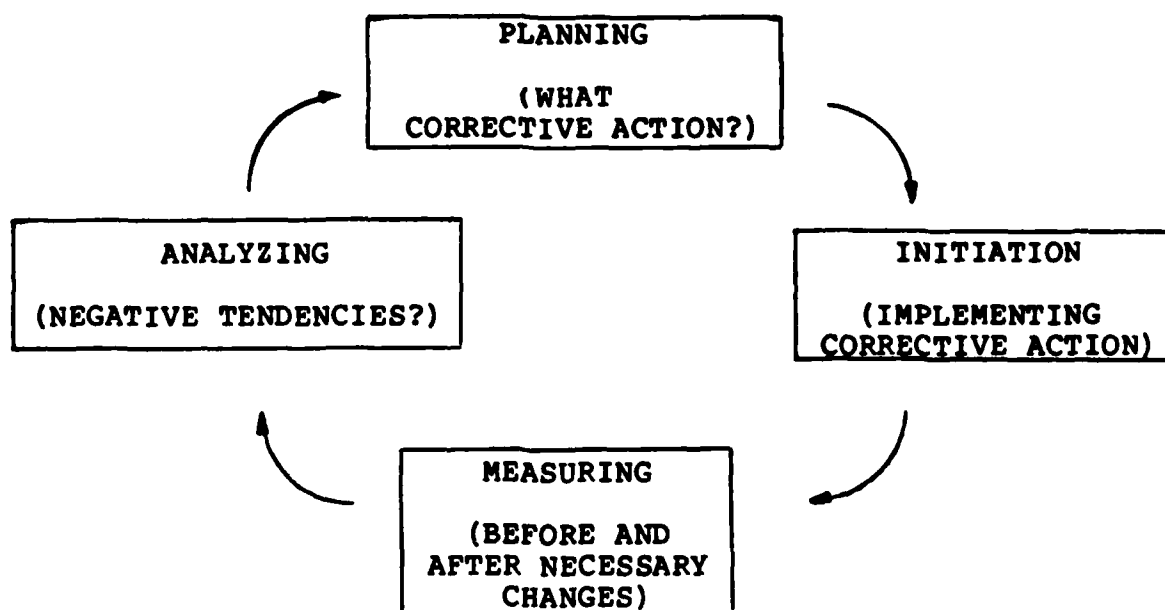 PLANNING
(WHAT
CORRECTIVE ACTION?)
ANALYZING
(NEGATIVE TENDENCIES?)
INITIATION
(IMPLEMENTING
CORRECTIVE ACTION)
MEASURING
(BEFORE AND
AFTER NECESSARY
CHANGES)